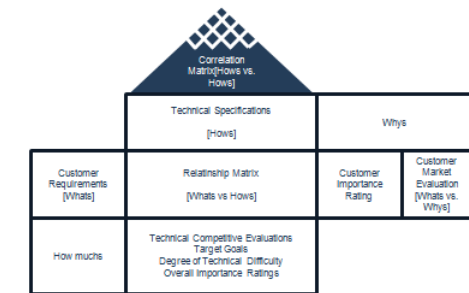 Correlation
Matrix[Hows vs.
Hows]
Technical Specifications
[Hows]
Whys
Customer
Requirements
[Whats]
Relatinship Matrix
[Whats vs Hows]
Customer
Importance
Rating
Customer
Market
Evaluation
[Whats vs.
Whys]
How muchs
Technical Competitive Evaluations
Target Goals
Degree of Technical Difficulty
Overall Importance Ratings